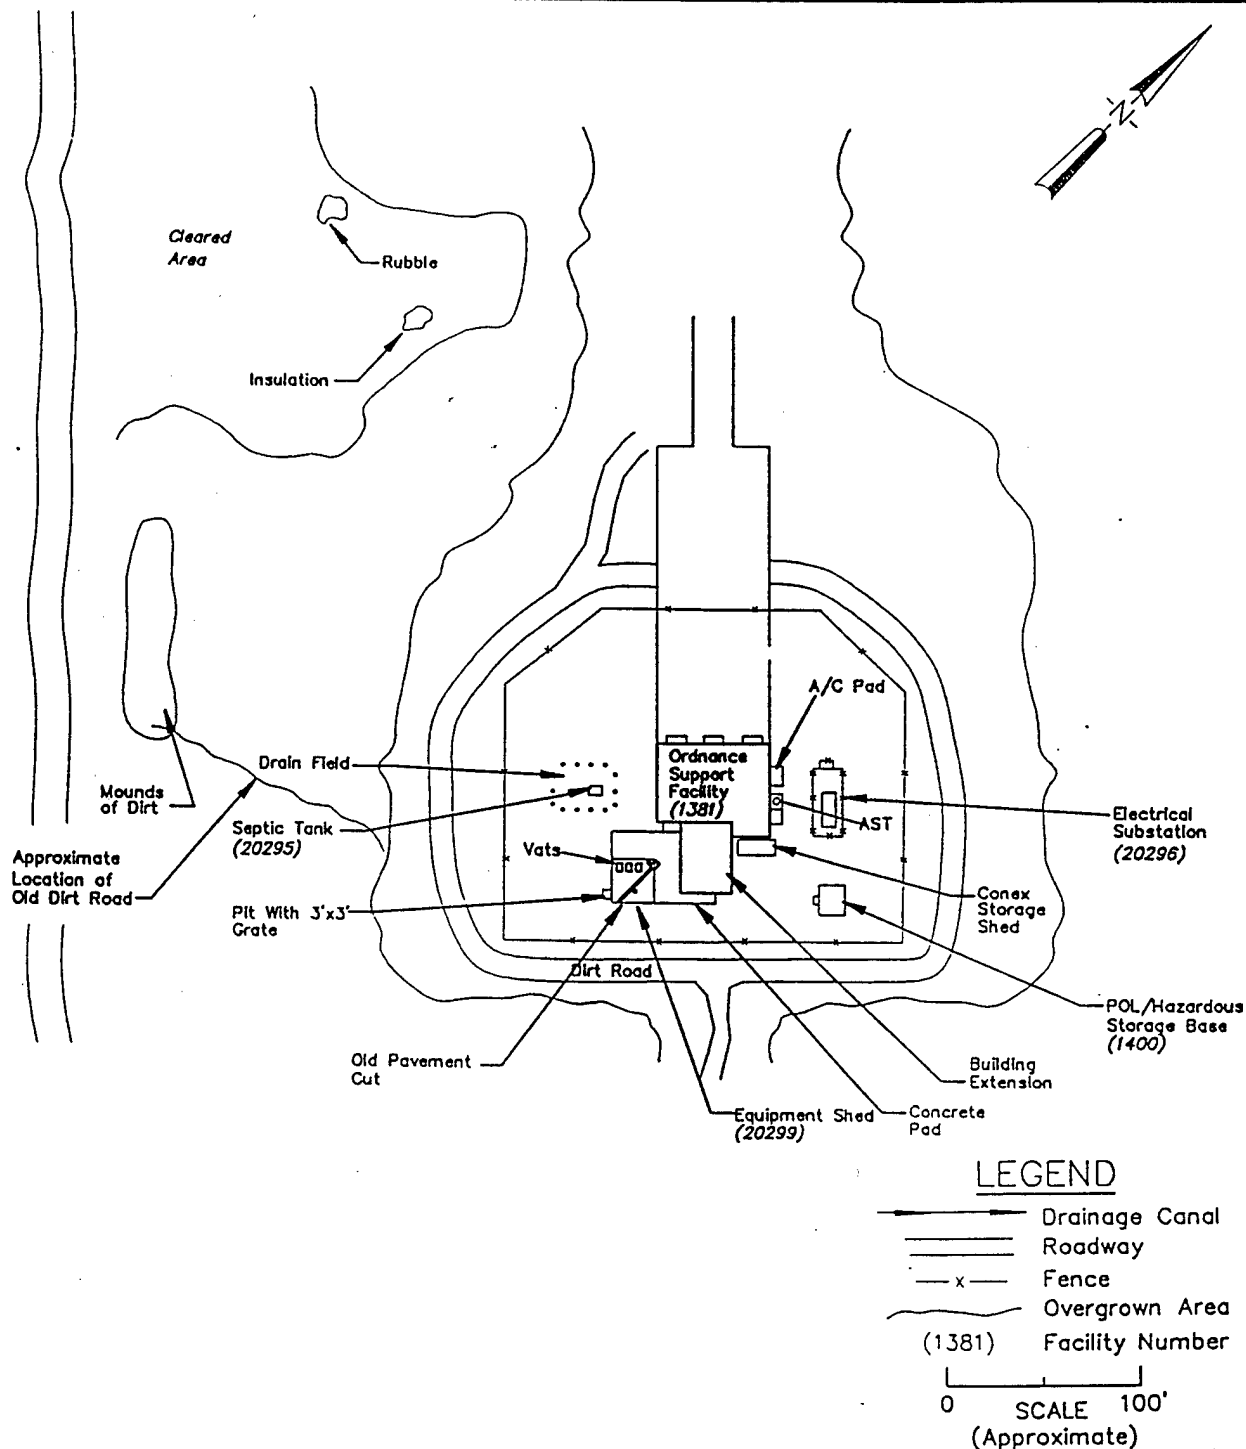 N
Cleared
Area
Rubble
Insulation
A/C Pad
Drain Field
Ordnance
Support
Facility
(1381)
Mounds
of Dirt
Septic Tank
(20295)
AST
Electrical
Substation
(20296)
Vats
Approximate
Location of
Old Dirt Road
Pit With 3'x3'
Grate
Conex
Storage
Shed
Dirt Road
POL/Hazardous
Storage Base
(1400)
Old Pavement
Cut
Building
Extension
Equipment Shed
(20299)
Concrete
Pad
LEGEND
Drainage Canal
Roadway
x Fence
Overgrown Area
(1381) Facility Number
0 SCALE 100'
(Approximate)